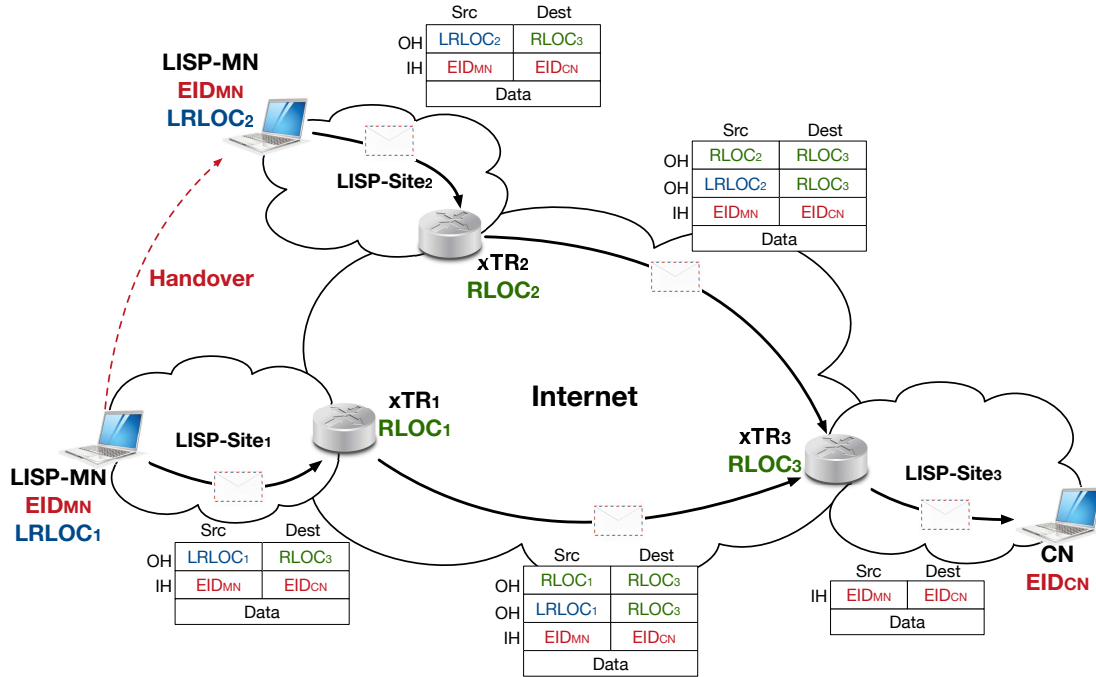 Src Dest
OH LRLOC2 RLOC3
IH EIDMN EIDCN
Data
LISP-MN
EIDMN
LRLOC2
LISP-Site2
Src Dest
OH RLOC2 RLOC3
OH LRLOC2 RLOC3
IH EIDMN EIDCN
Data
xTR2
RLOC2
Handover
Internet
xTR1
RLOC1
LISP-Site1
xTR3
RLOC3
LISP-Site3
LISP-MN
EIDMN
LRLOC1
Src Dest
OH LRLOC1 RLOC3
IH EIDMN EIDCN
Data
Src Dest
OH RLOC1 RLOC3
OH LRLOC1 RLOC3
IH EIDMN EIDCN
Data
CN
EIDCN
Src Dest
IH EIDMN EIDCN
Data